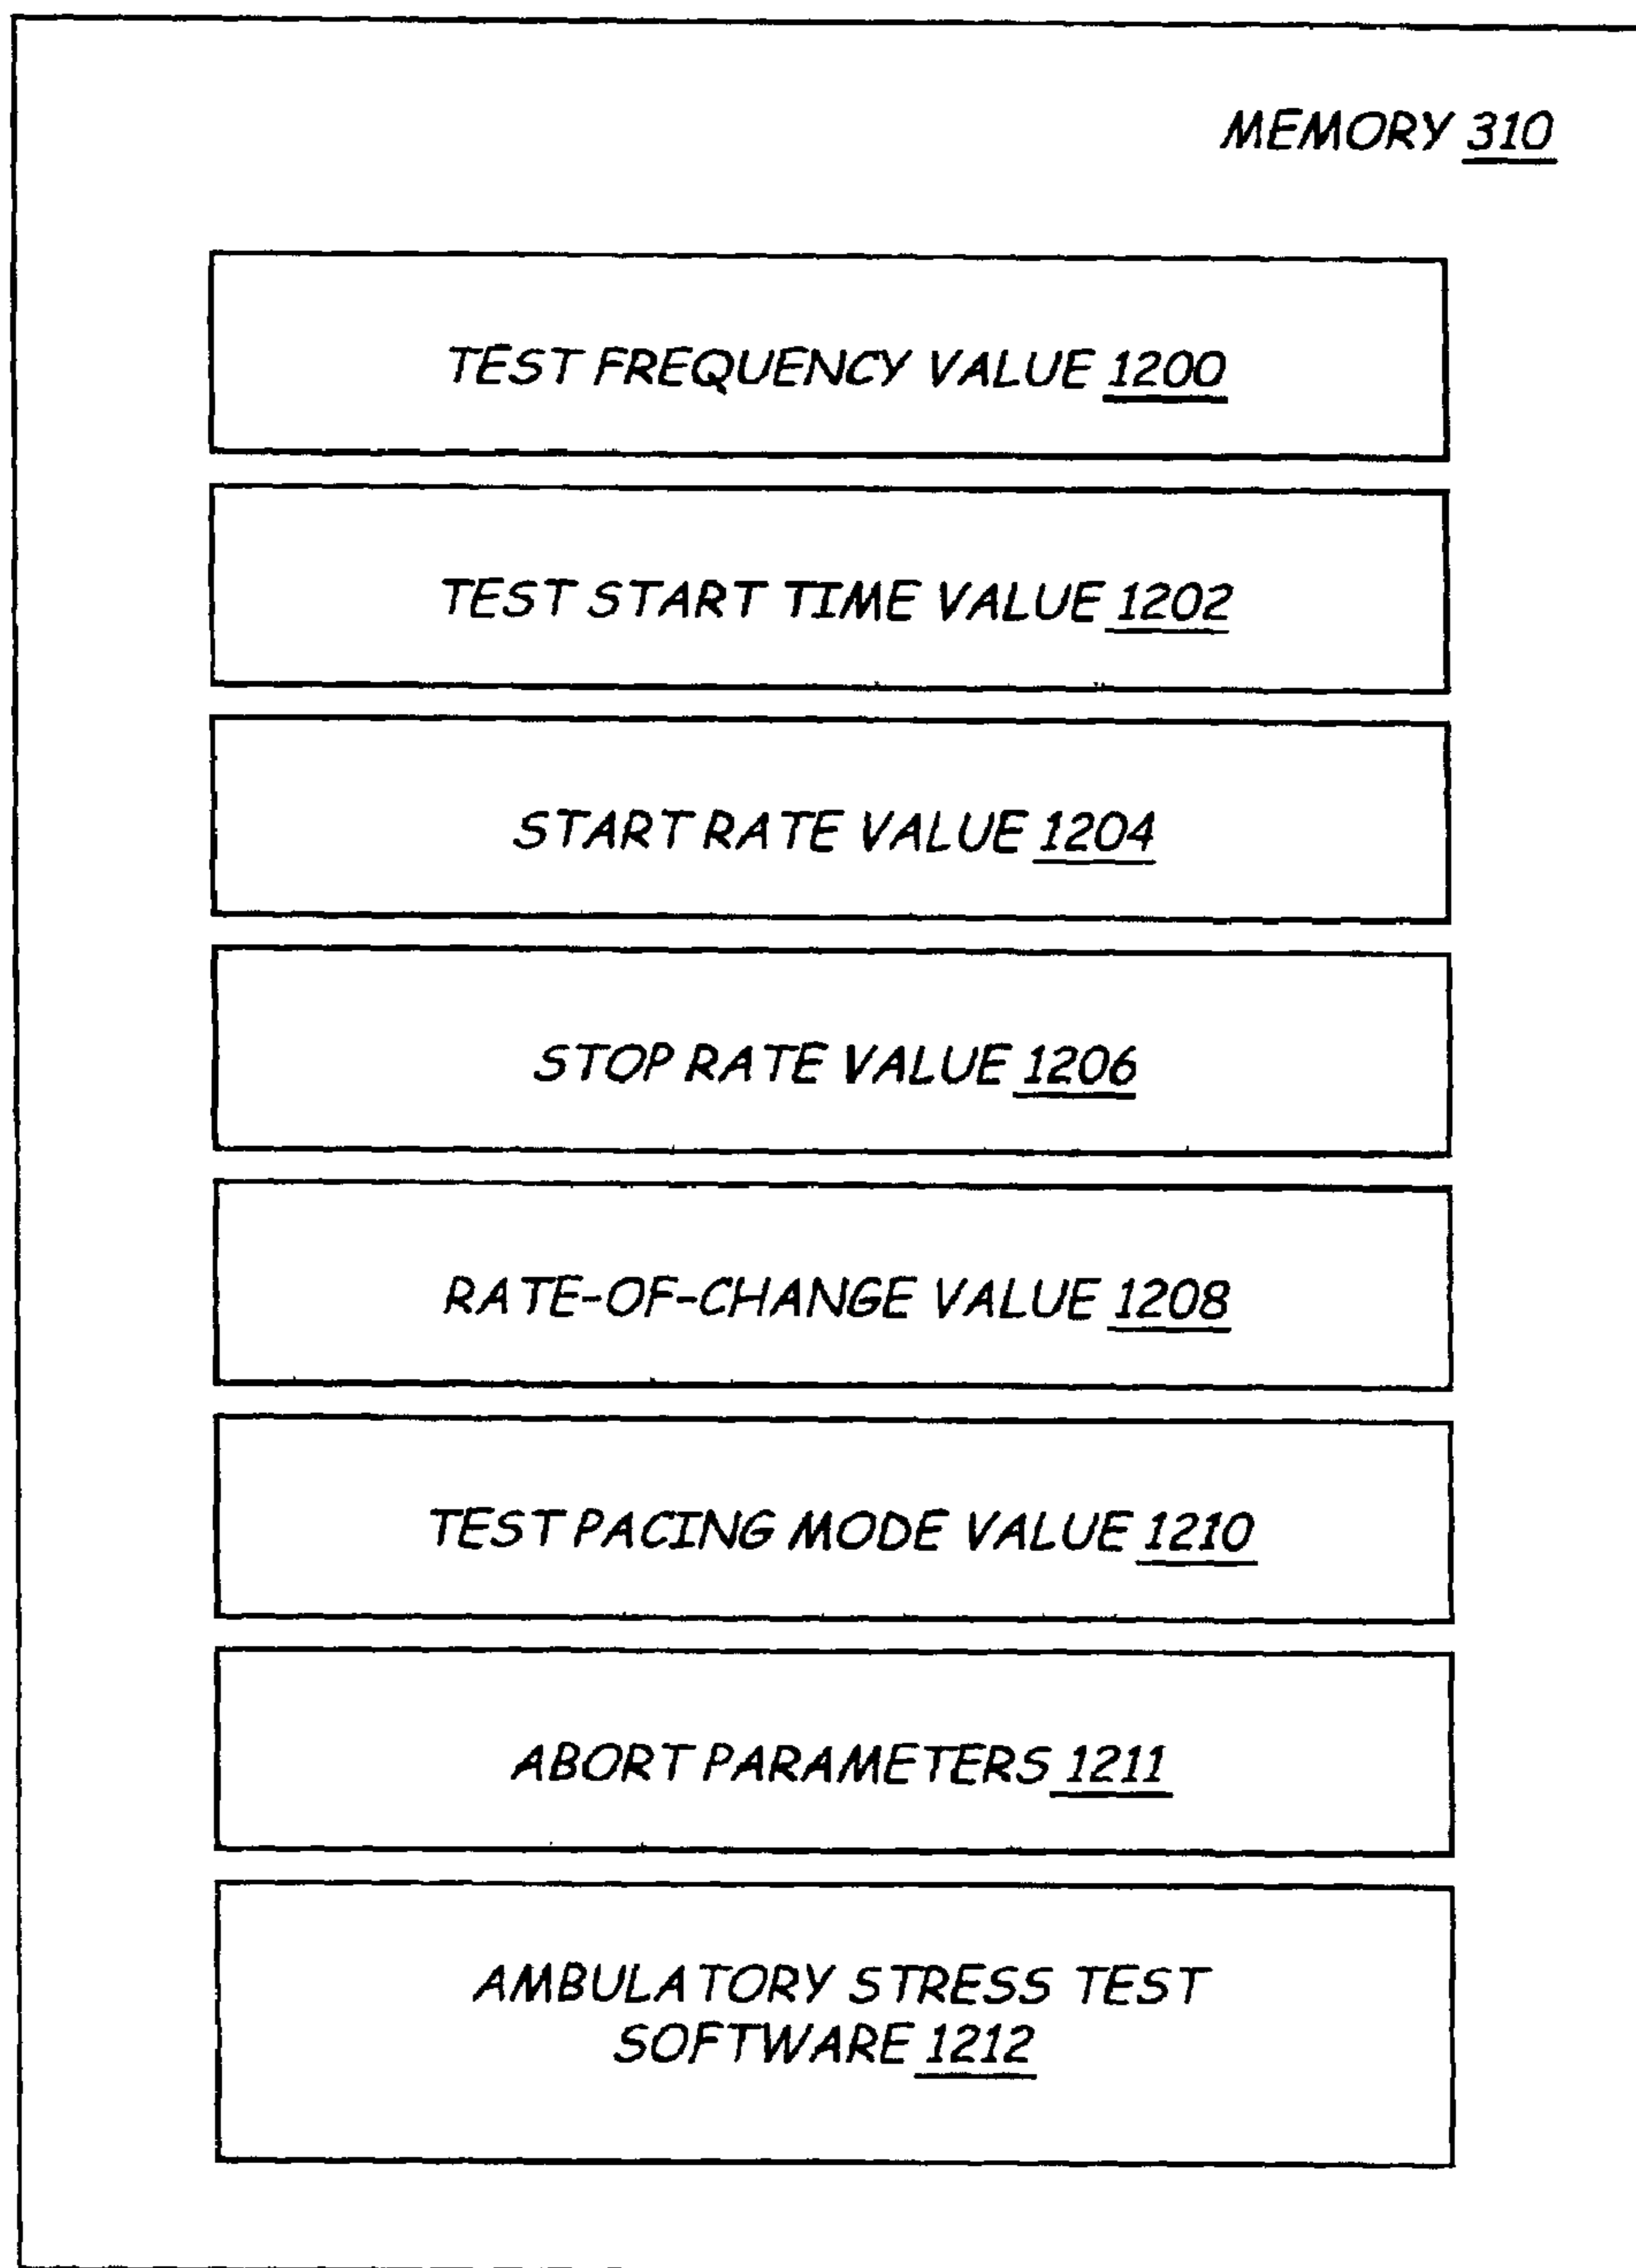 MEMORY 310
TEST FREQUENCY VALUE 1200
TEST START TIME VALUE 1202
START RATE VALUE 1204
STOP RATE VALUE 1206
RATE-OF-CHANGE VALUE 1208
TEST PACING MODE VALUE 1210
ABORT PARAMETERS 1211
AMBULATORY STRESS TEST
SOFTWARE 1212